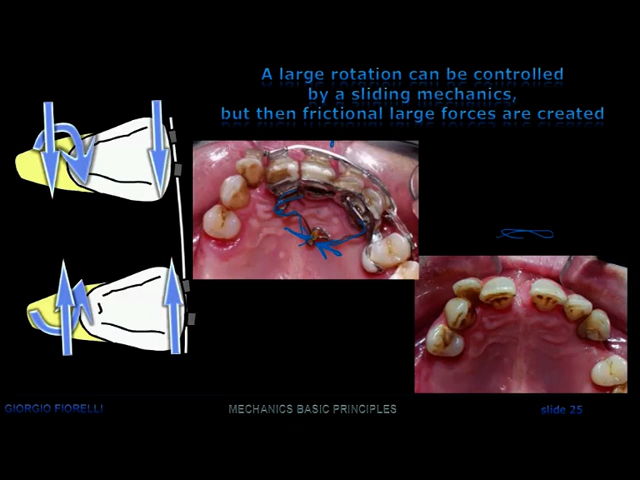 A large rotation can be controlled
by a sliding mechanics,
but then frictional large forces are created
GIORGIO FIORELLI
MECHANICS BASIC PRINCIPLES
slide 25